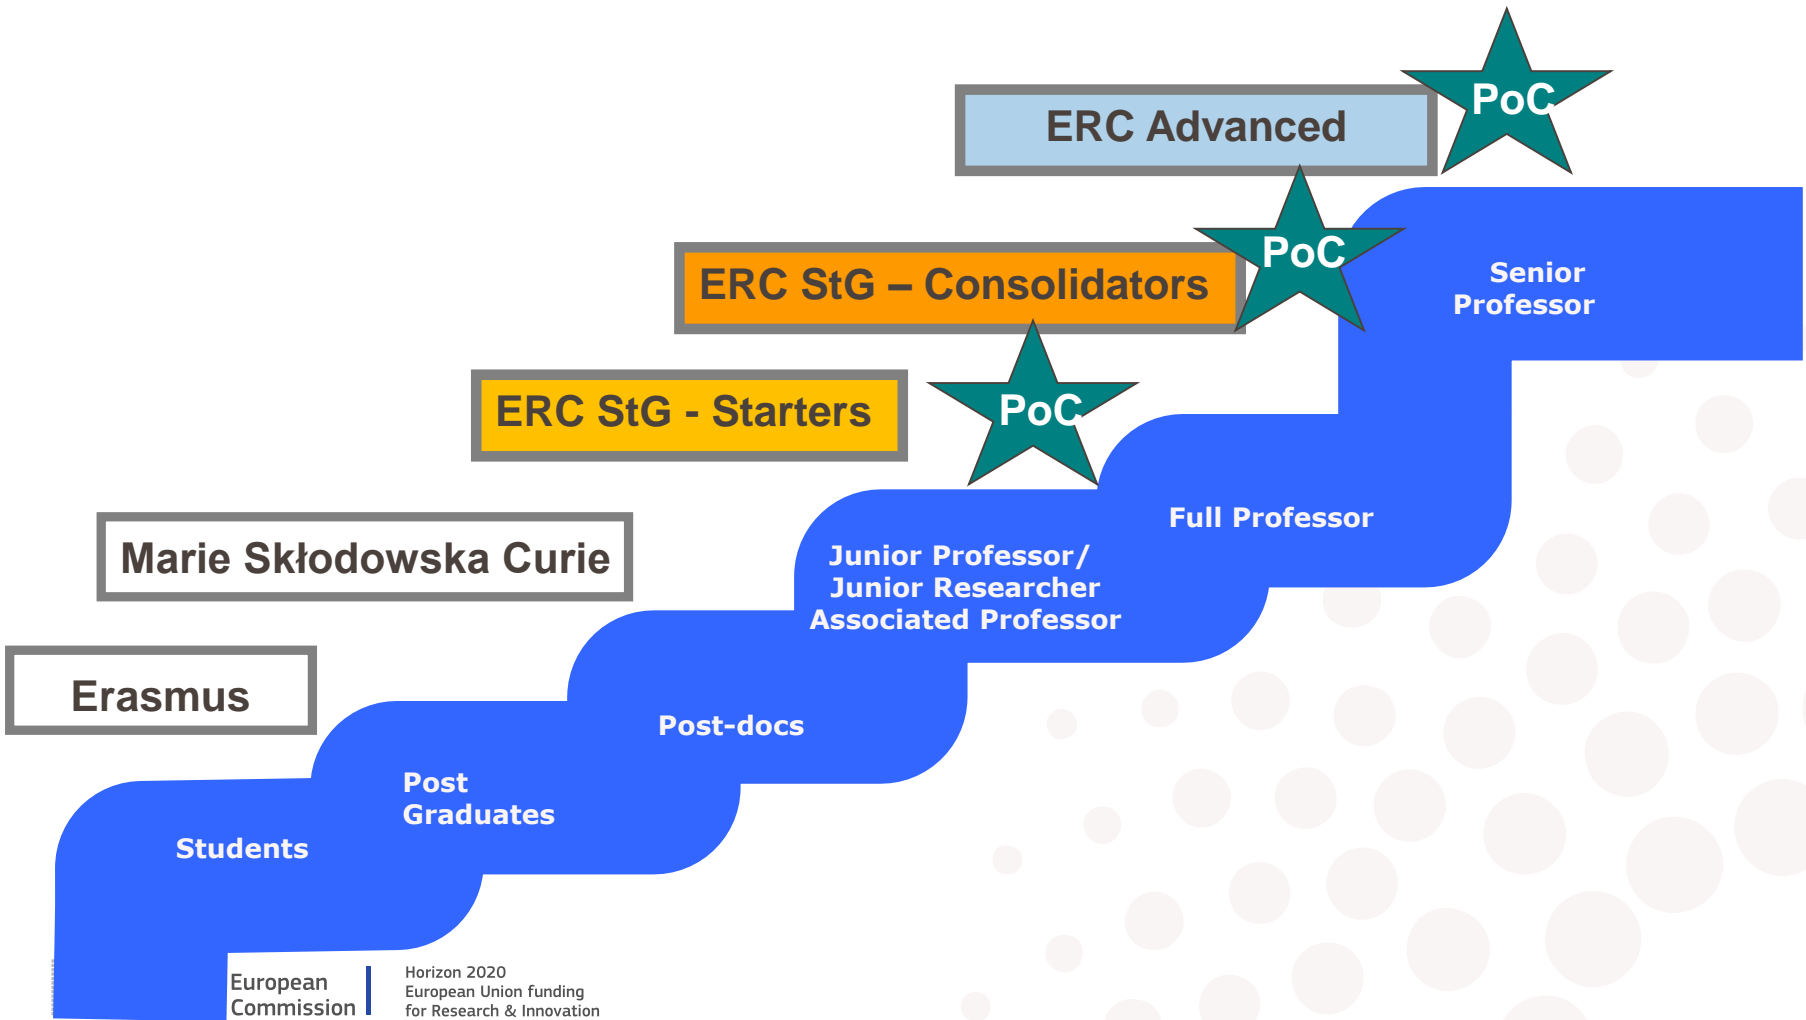 PoC
ERC Advanced
PoC
ERC StG – Consolidators
Senior
Professor
PoC
ERC StG - Starters
Full Professor
Marie Skłodowska Curie
Junior Professor/
Junior Researcher
Associated Professor
Erasmus
Post-docs
Post
Graduates
Students
European
Commission
Horizon 2020
European Union funding
for Research & Innovation